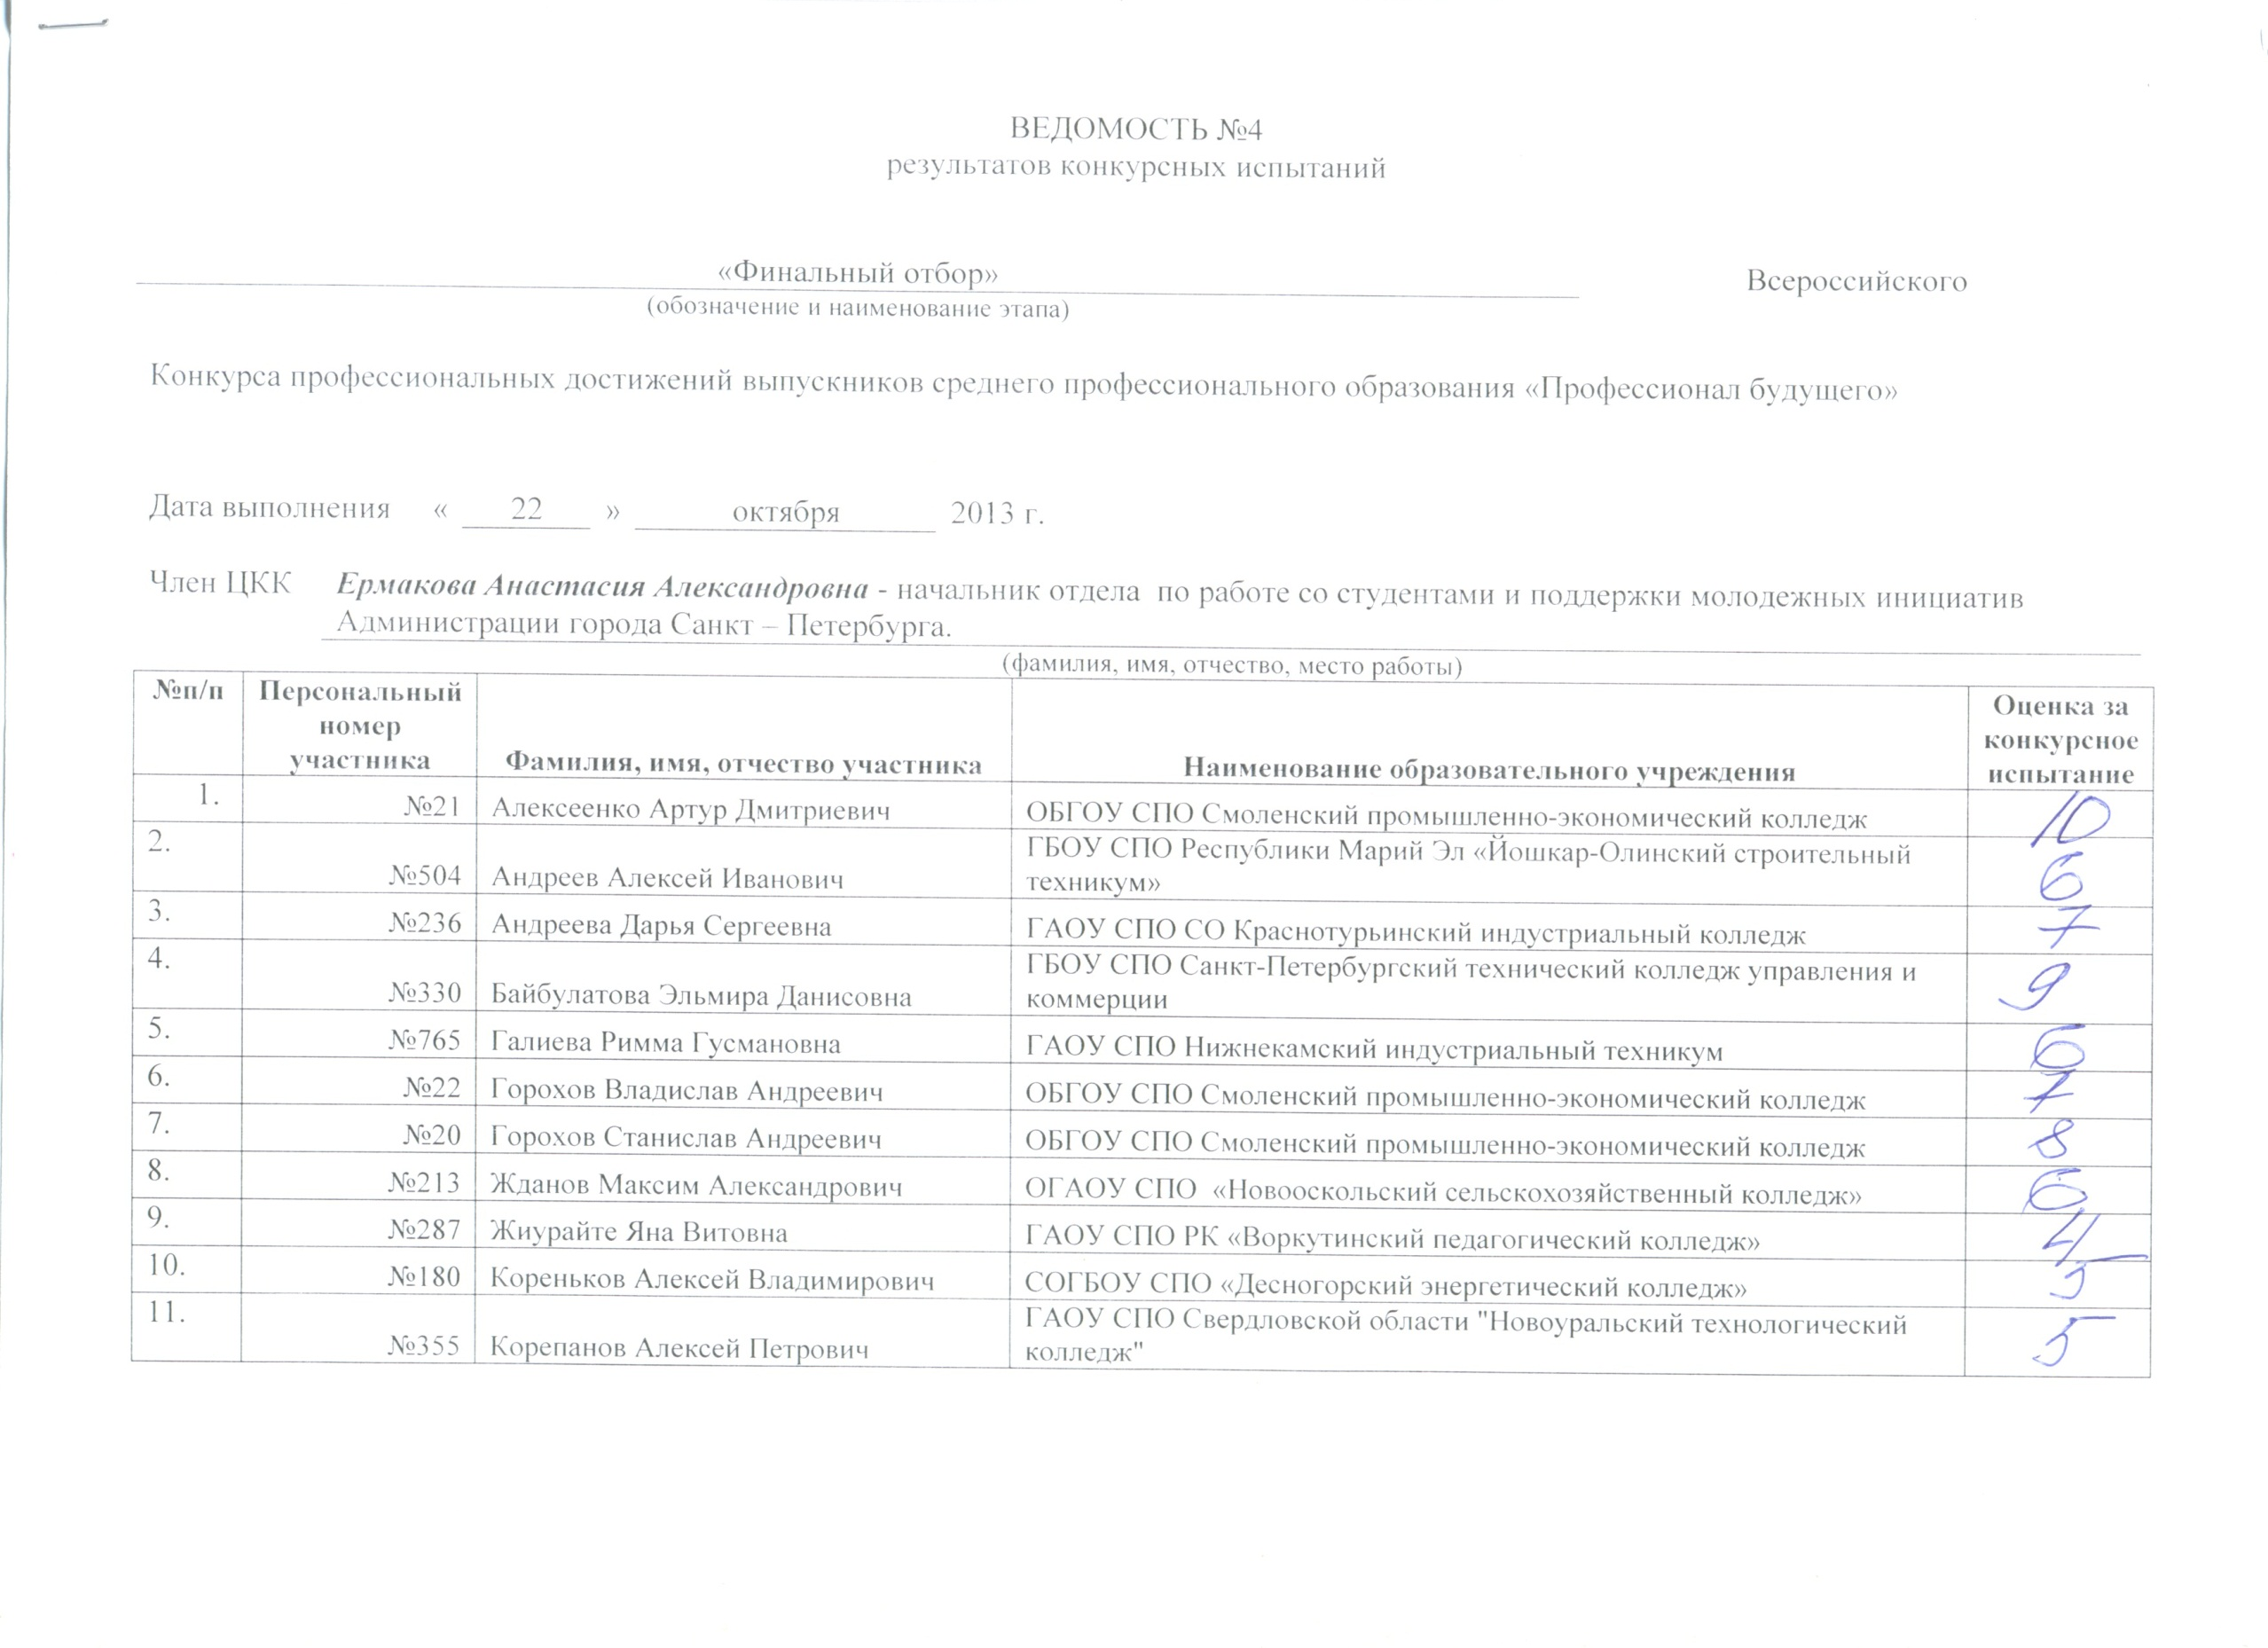 ВЕДОМОСТЬ №4
результатов конкурсных испытаний
«Финальный отбор» Всероссийского
(обозначение и наименование этапа)
Конкурса профессиональных достижений выпускников среднего профессионального образования «Профессионал будущего»
Дата выполнения « 22 » октября 2013 г.
Член ЦКК Ермакова Анастасия Александровна - начальник отдела по работе со студентами и поддержки молодежных инициатив
Администрации города Санкт – Петербурга.
(фамилия, имя, отчество, место работы)
№п/п Персональный номер участника Фамилия, имя, отчество участника Наименование образовательного учреждения Оценка за конкурсное испытание
1. №21 Алексеенко Артур Дмитриевич ОБГОУ СПО Смоленский промышленно-экономический колледж 10
2. №504 Андреев Алексей Иванович ГБОУ СПО Республики Марий Эл «Йошкар-Олинский строительный
техникум» 6
3. №236 Андреева Дарья Сергеевна ГАОУ СПО СО Краснотурьинский индустриальный колледж 7
4. №330 Байбулатова Эльмира Данисовна ГБОУ СПО Санкт-Петербургский технический колледж управления и
коммерции 9
5. №765 Галиева Римма Гусмановна ГАОУ СПО Нижнекамский индустриальный техникум 6
6. №22 Горохов Владислав Андреевич ОБГОУ СПО Смоленский промышленно-экономический колледж 7
7. №20 Горохов Станислав Андреевич ОБГОУ СПО Смоленский промышленно-экономический колледж 8
8. №213 Жданов Максим Александрович ОГАОУ СПО «Новооскольский сельскохозяйственный колледж» 6
9. №287 Жиурайте Яна Витовна ГАОУ СПО РК «Воркутинский педагогический колледж» 4
10. №180 Кореньков Алексей Владимирович СОГБОУ СПО «Десногорский энергетический колледж» 5
11. №355 Корепанов Алексей Петрович ГАОУ СПО Свердловской области "Новоуральский технологический
колледж" 5